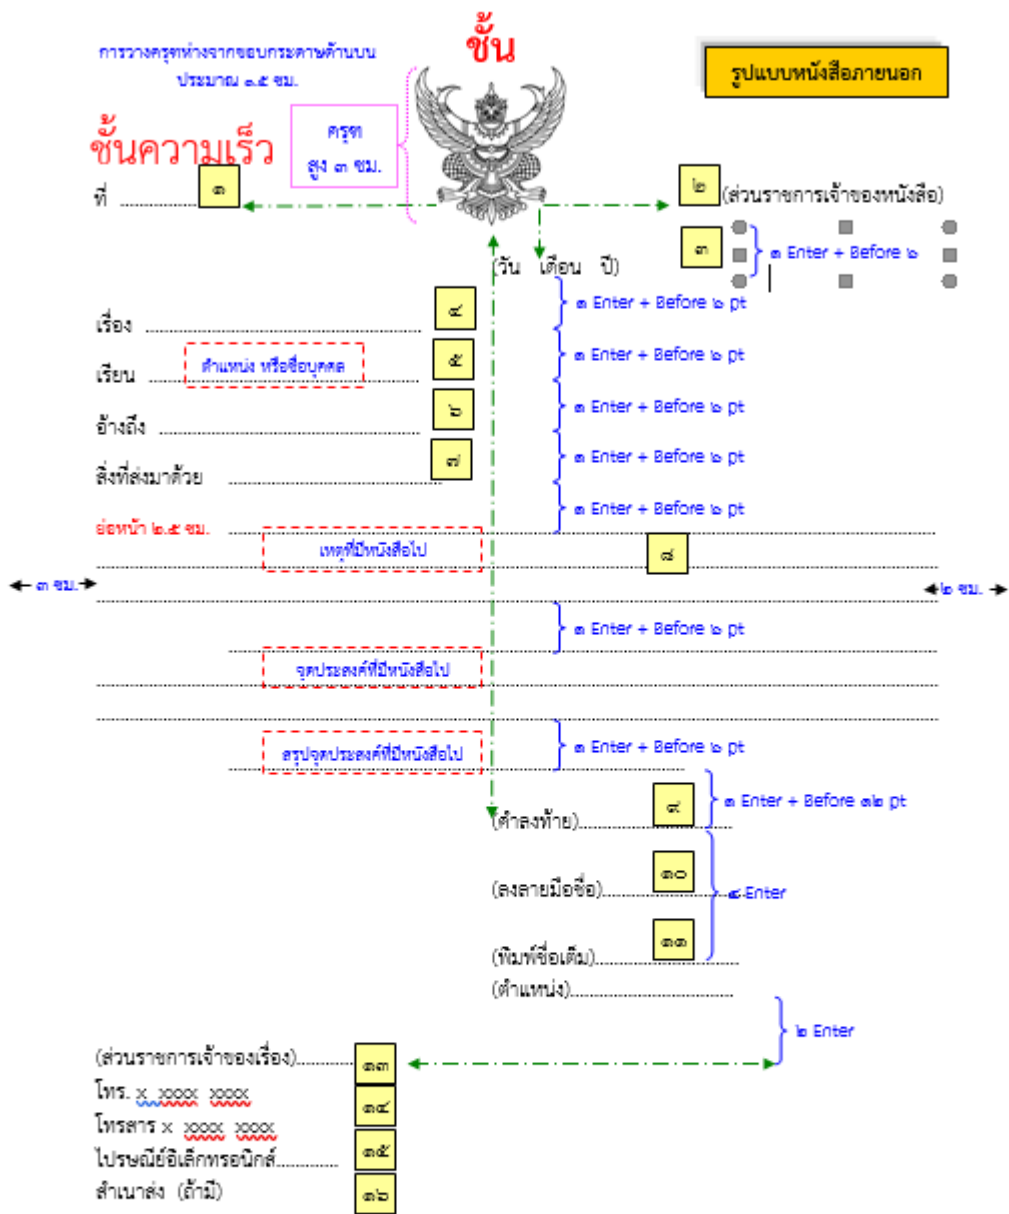 ชั้น
การวางครุฑห่างจากขอบกระดาษด้านบน
ประมาณ ๑.๕ ซม.
รูปแบบหนังสือภายนอก
ชั้นความเร็ว
ครุฑ
สูง ๓ ซม.
ที่ .................... ๑
๒ (ส่วนราชการเจ้าของหนังสือ)
๓ ๑ Enter + Before ๒
(วัน เดือน ปี)
๑ Enter + Before ๒ pt
เรื่อง .................... ๔
๑ Enter + Before ๒ pt
เรียน .................... ตำแหน่ง หรือชื่อบุคคล ๕
๑ Enter + Before ๒ pt
อ้างถึง .................... ๖
๑ Enter + Before ๒ pt
สิ่งที่ส่งมาด้วย .................... ๗
๑ Enter + Before ๒ pt
ย่อหน้า ๒.๕ ซม.
เหตุที่มีหนังสือไป ๘
๓ ซม.
๒ ซม.
๑ Enter + Before ๒ pt
จุดประสงค์ที่มีหนังสือไป
๑ Enter + Before ๒ pt
สรุปจุดประสงค์ที่มีหนังสือไป
๑ Enter + Before ๑๒ pt
(คำลงท้าย).................... ๙
(ลงลายมือชื่อ).................... ๑๐
๔ Enter
(พิมพ์ชื่อเต็ม).................... ๑๑
(ตำแหน่ง)....................
๒ Enter
(ส่วนราชการเจ้าของเรื่อง).......... ๑๓
โทร. x xxxx xxxx ๑๔
โทรสาร x xxxx xxxx
ไปรษณีย์อิเล็กทรอนิกส์.............. ๑๕
สำเนาส่ง (ถ้ามี) ๑๖